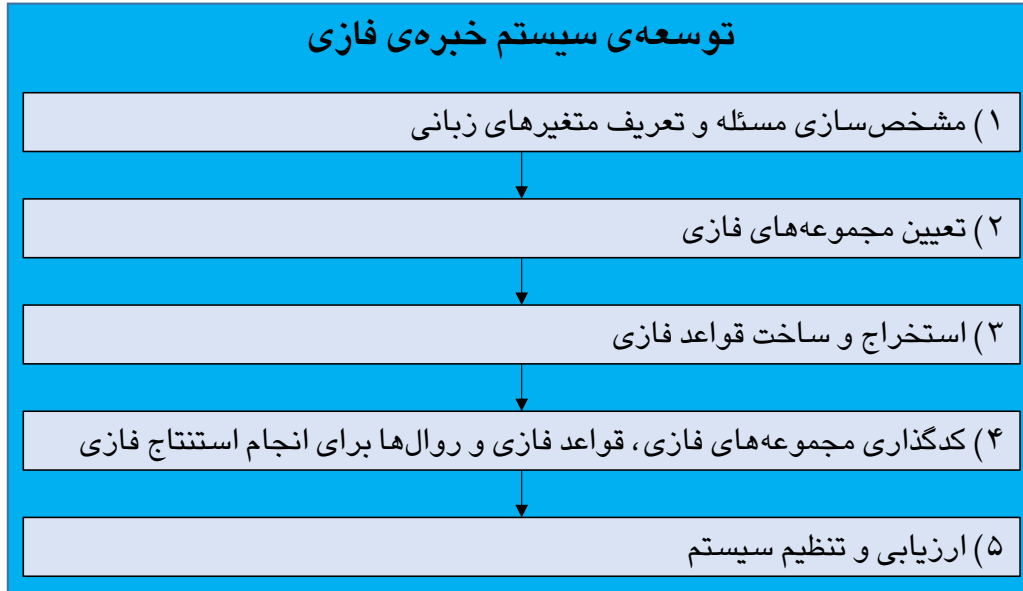 توسعه‌ی سیستم خبره‌ی فازی
۱) مشخص‌سازی مسئله و تعریف متغیرهای زبانی
۲) تعیین مجموعه‌های فازی
۳) استخراج و ساخت قواعد فازی
۴) کدگذاری مجموعه‌های فازی، قواعد فازی و روال‌ها برای انجام استنتاج فازی
۵) ارزیابی و تنظیم سیستم